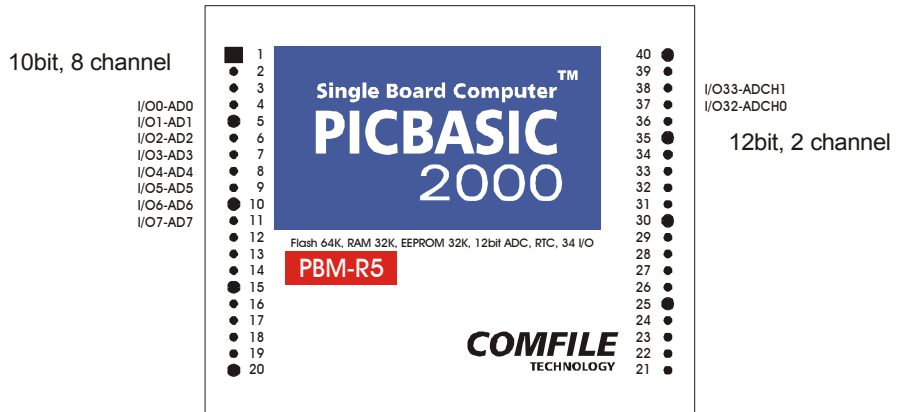 10bit, 8 channel
I/O0-AD0
I/O1-AD1
I/O2-AD2
I/O3-AD3
I/O4-AD4
I/O5-AD5
I/O6-AD6
I/O7-AD7
1
2
3
4
5
6
7
8
9
10
11
12
13
14
15
16
17
18
19
20
Single Board Computer™
PICBASIC
2000
Flash 64K, RAM 32K, EEPROM 32K, 12bit ADC, RTC, 34 I/O
PBM-R5
COMFILE
TECHNOLOGY
40
39
38
37
36
35
34
33
32
31
30
29
28
27
26
25
24
23
22
21
I/O33-ADCH1
I/O32-ADCH0
12bit, 2 channel